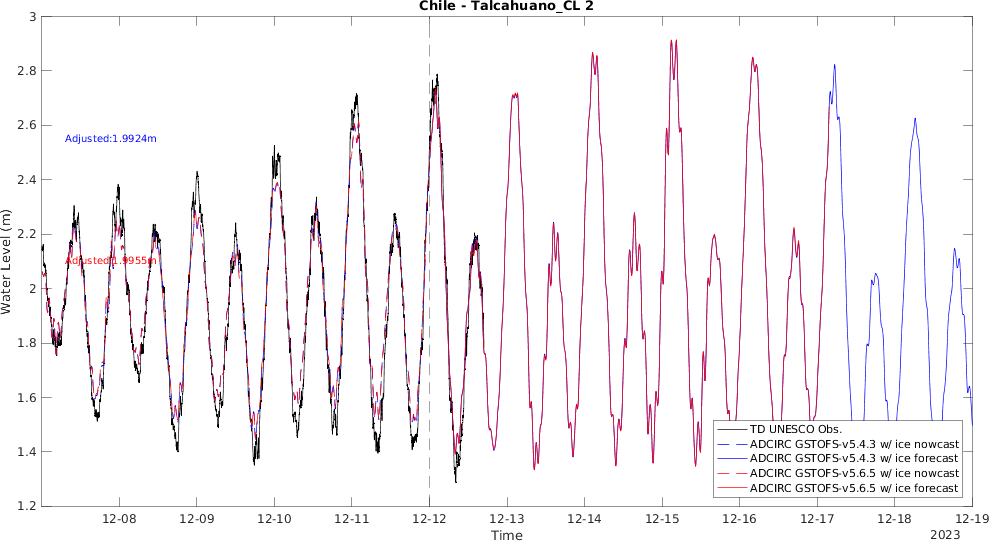 Chile - Talcahuano_CL 2
3
2.8
2.6
2.4
2.2
2
1.8
1.6
1.4
1.2
Water Level (m)
Adjusted:1.9924m
Adjusted:1.9955m
TD UNESCO Obs.
ADCIRC GSTOFS-v5.4.3 w/ ice nowcast
ADCIRC GSTOFS-v5.4.3 w/ ice forecast
ADCIRC GSTOFS-v5.6.5 w/ ice nowcast
ADCIRC GSTOFS-v5.6.5 w/ ice forecast
12-08 12-09 12-10 12-11 12-12 12-13 12-14 12-15 12-16 12-17 12-18 12-19
Time
2023